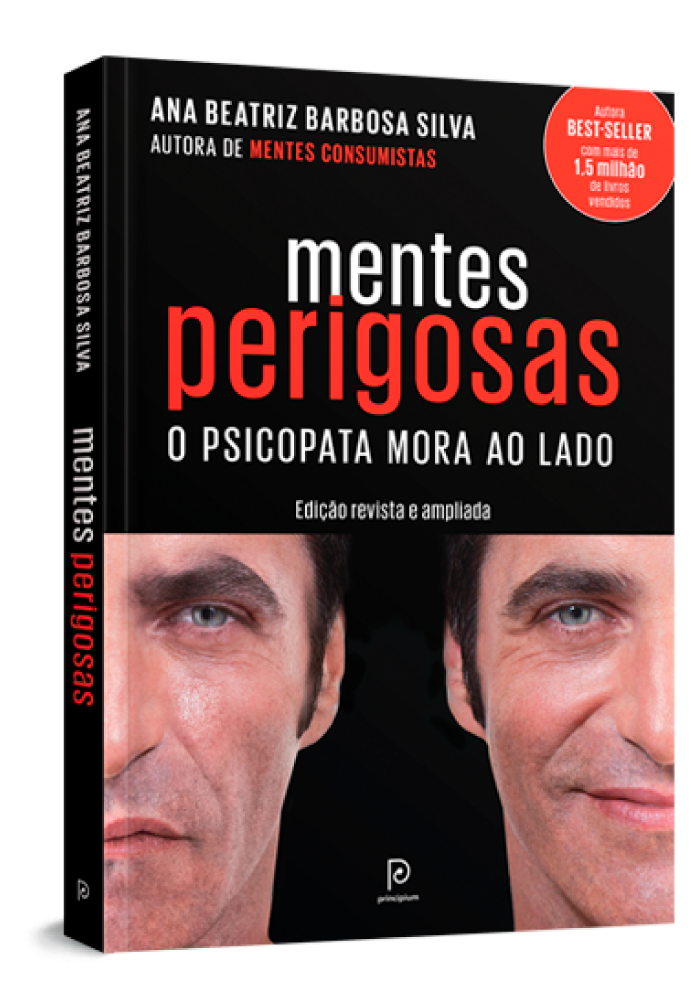 ANA BEATRIZ BARBOSA SILVA
AUTORA DE MENTES CONSUMISTAS
Autora
BEST-SELLER
com mais de
1,5 milhão
de livros
vendidos
mentes
perigosas
O PSICOPATA MORA AO LADO
Edição revista e ampliada
principium
ANA BEATRIZ BARBOSA SILVA
mentes perigosas